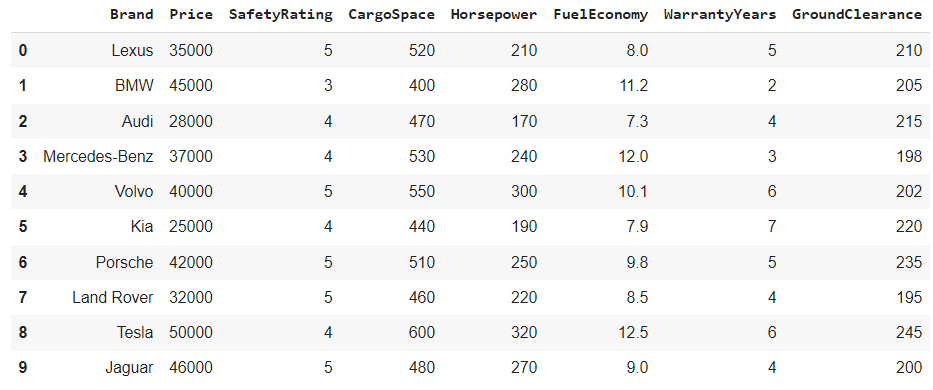 Brand Price SafetyRating CargoSpace Horsepower FuelEconomy WarrantyYears GroundClearance
0 Lexus 35000 5 520 210 8.0 5 210
1 BMW 45000 3 400 280 11.2 2 205
2 Audi 28000 4 470 170 7.3 4 215
3 Mercedes-Benz 37000 4 530 240 12.0 3 198
4 Volvo 40000 5 550 300 10.1 6 202
5 Kia 25000 4 440 190 7.9 7 220
6 Porsche 42000 5 510 250 9.8 5 235
7 Land Rover 32000 5 460 220 8.5 4 195
8 Tesla 50000 4 600 320 12.5 6 245
9 Jaguar 46000 5 480 270 9.0 4 200